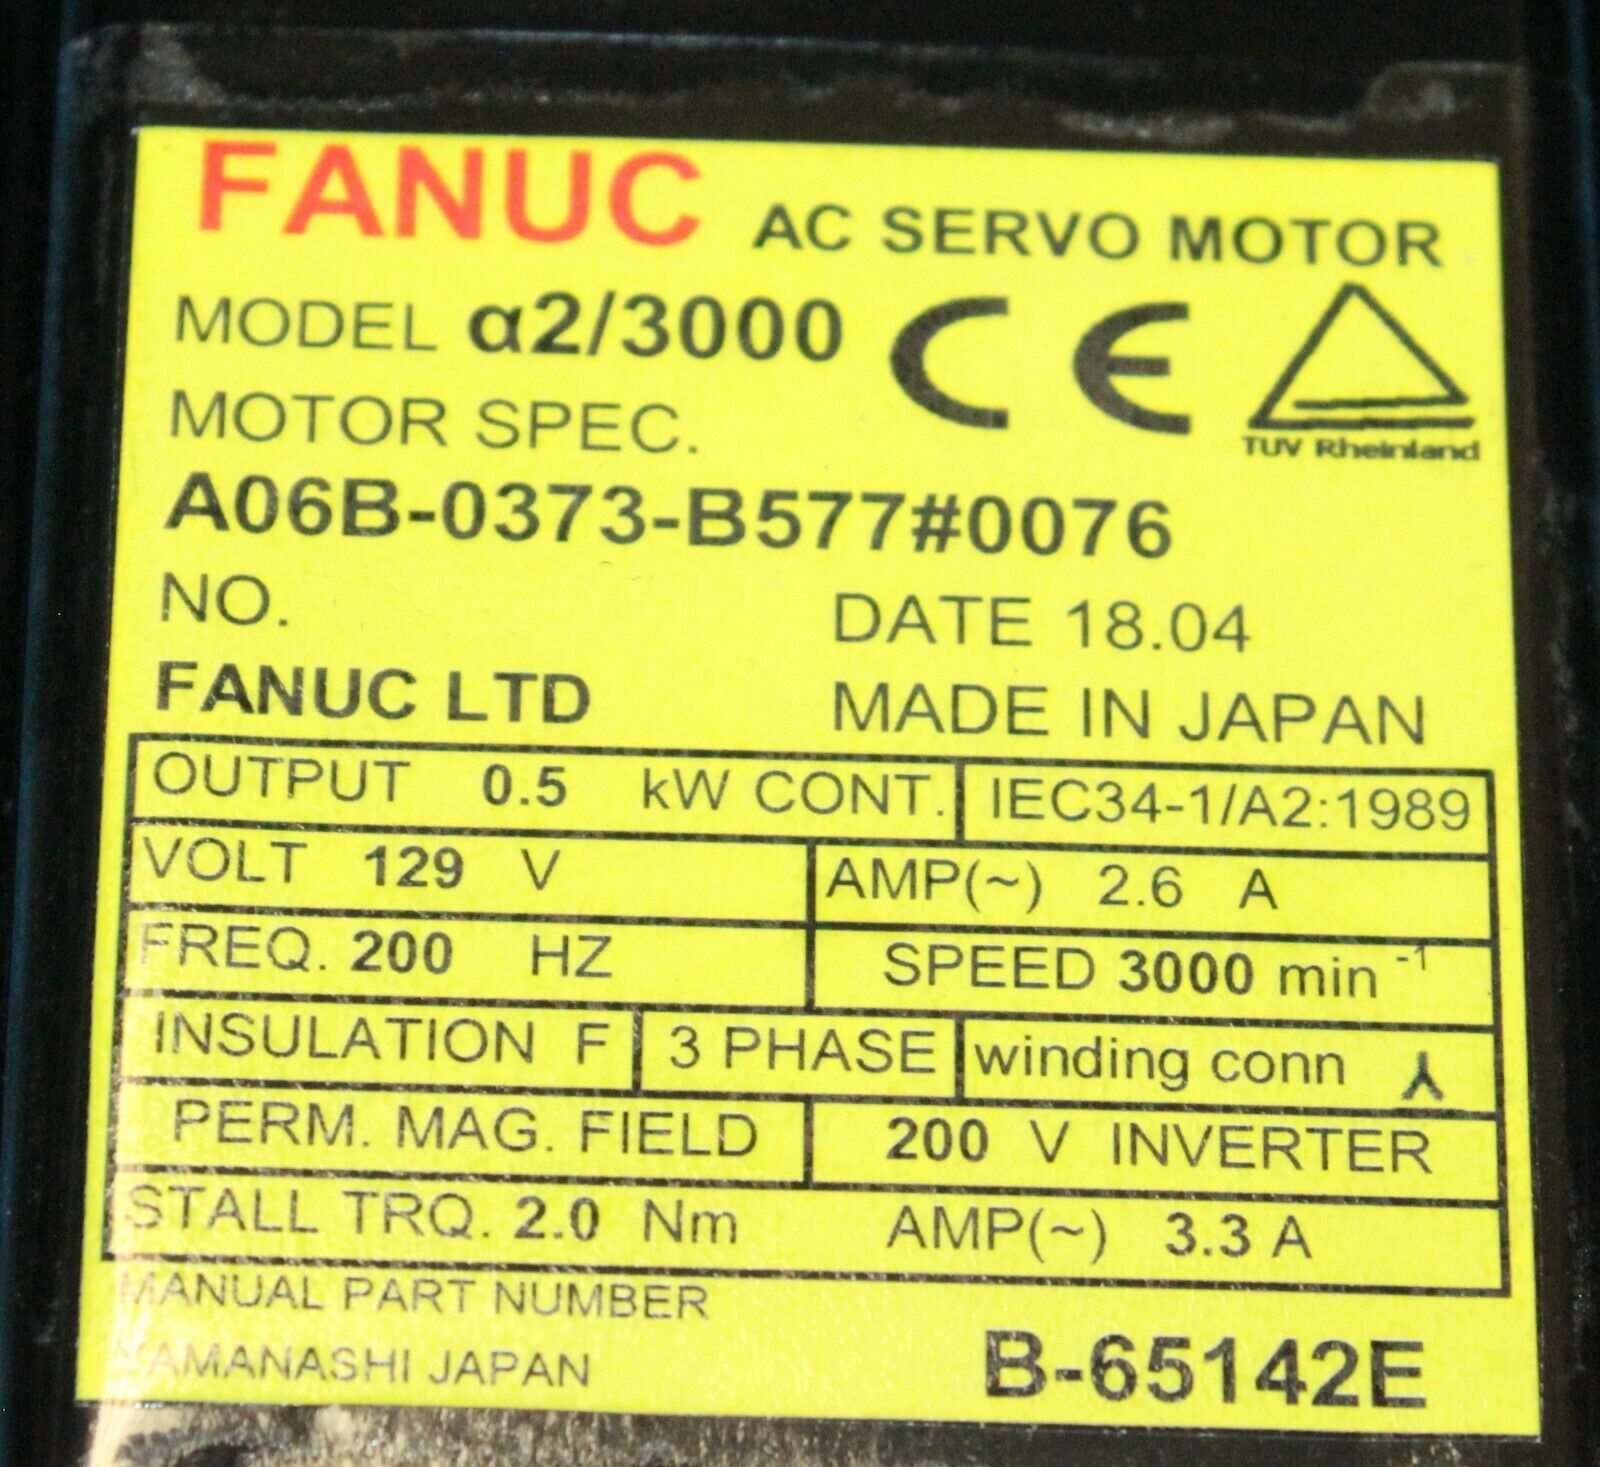 FANUC AC SERVO MOTOR
MODEL α2/3000 CE
TUV Rheinland
MOTOR SPEC.
A06B-0373-B577#0076
NO. DATE 18.04
FANUC LTD MADE IN JAPAN
OUTPUT 0.5 kW CONT. IEC34-1/A2:1989
VOLT 129 V AMP(~) 2.6 A
FREQ. 200 HZ SPEED 3000 min -1
INSULATION F 3 PHASE winding conn
PERM. MAG. FIELD 200 V INVERTER
STALL TRQ. 2.0 Nm AMP(~) 3.3 A
MANUAL PART NUMBER
YAMANASHI JAPAN B-65142E